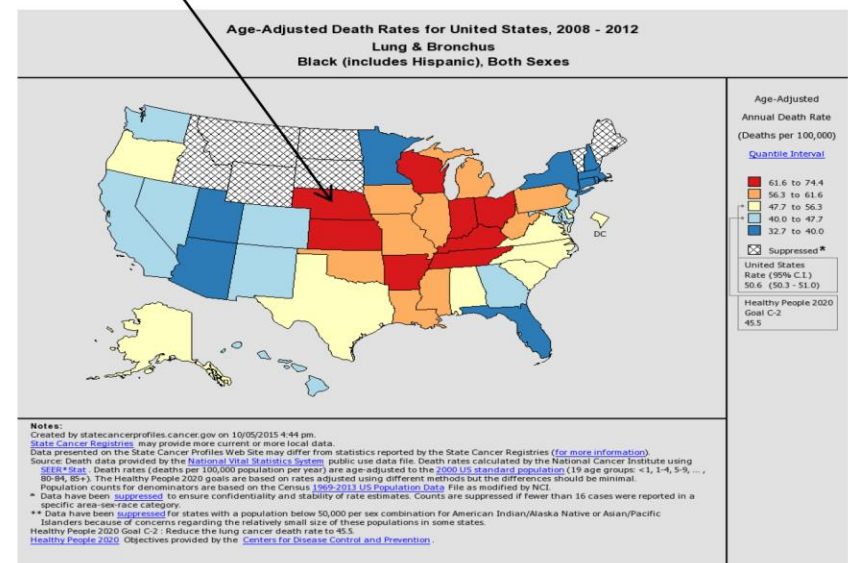 Age-Adjusted Death Rates for United States, 2008 - 2012
Lung & Bronchus
Black (includes Hispanic), Both Sexes
Age-Adjusted
Annual Death Rate
(Deaths per 100,000)
Quantile Interval
61.6 to 74.4
56.3 to 61.6
47.7 to 56.3
40.0 to 47.7
32.7 to 40.0
Suppressed*
United States
Rate (95% C.I.)
50.6 (50.3 - 51.0)
Healthy People 2020
Goal C-2
45.5
DC
Notes:
Created by statecancerprofiles.cancer.gov on 10/05/2015 4:44 pm.
State Cancer Registries may provide more current or more local data.
Data presented on the State Cancer Profiles Web Site may differ from statistics reported by the State Cancer Registries (for more information).
Source: Death data provided by the National Vital Statistics System public use data file. Death rates calculated by the National Cancer Institute using
SEER*Stat . Death rates (deaths per 100,000 population per year) are age-adjusted to the 2000 US standard population (19 age groups: <1, 1-4, 5-9, ... ,
80-84, 85+). The Healthy People 2020 goals are based on rates adjusted using different methods but the differences should be minimal.
Population counts for denominators are based on the Census 1969-2013 US Population Data File as modified by NCI.
* Data have been suppressed to ensure confidentiality and stability of rate estimates. Counts are suppressed if fewer than 16 cases were reported in a
specific area-sex-race category.
** Data have been suppressed for states with a population below 50,000 per sex combination for American Indian/Alaska Native or Asian/Pacific
Islanders because of concerns regarding the relatively small size of these populations in some states.
Healthy People 2020 Goal C-2 : Reduce the lung cancer death rate to 45.5.
Healthy People 2020 Objectives provided by the Centers for Disease Control and Prevention .